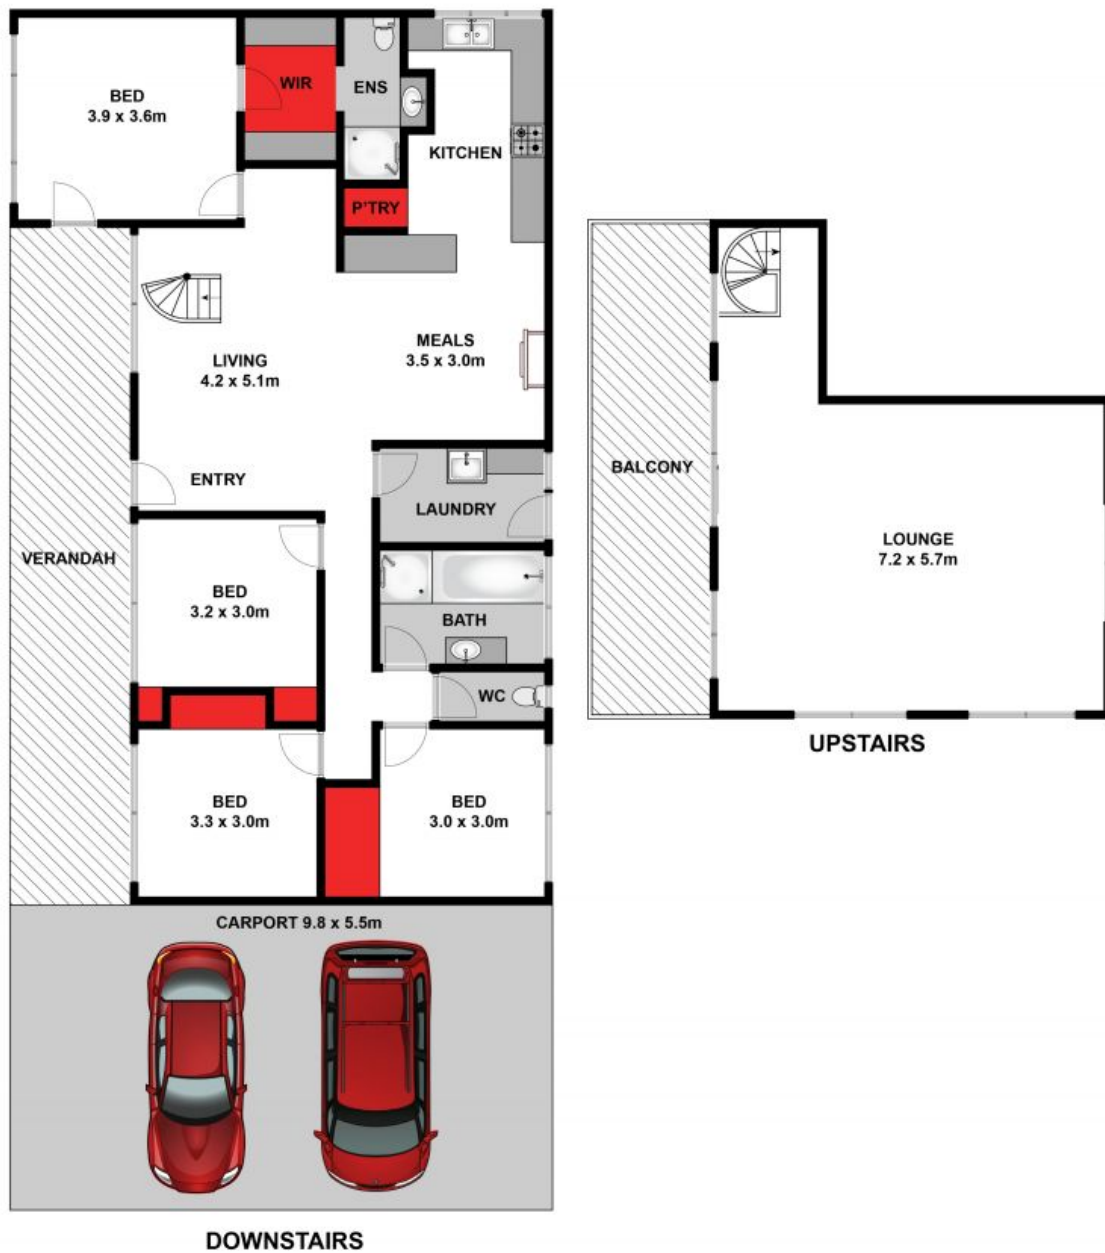 BED
3.9 x 3.6m
WIR
ENS
KITCHEN
P'TRY
LIVING
4.2 x 5.1m
MEALS
3.5 x 3.0m
ENTRY
LAUNDRY
VERANDAH
BED
3.2 x 3.0m
BATH
WC
BED
3.3 x 3.0m
BED
3.0 x 3.0m
CARPORT 9.8 x 5.5m
DOWNSTAIRS
BALCONY
LOUNGE
7.2 x 5.7m
UPSTAIRS